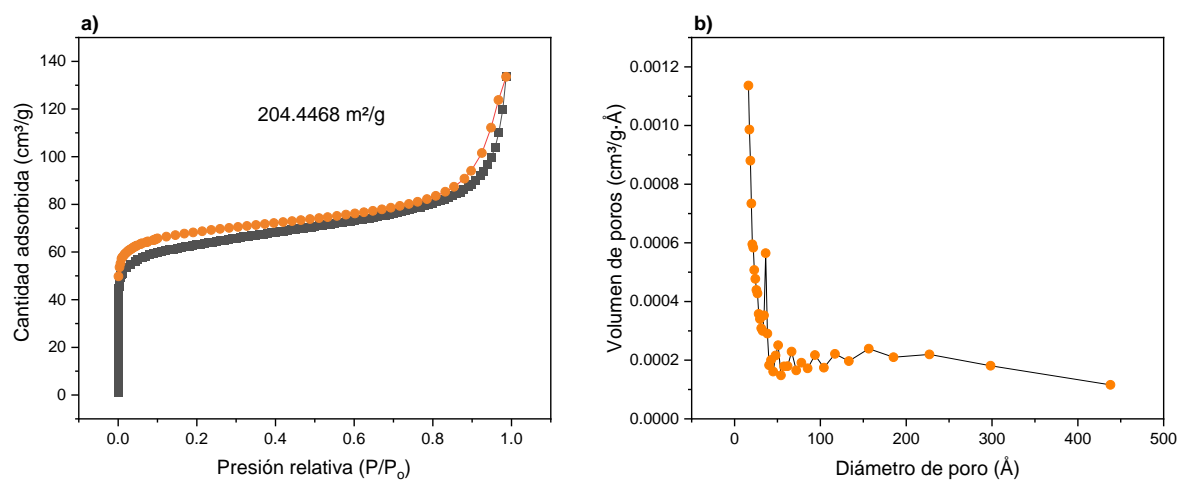 a)
140
120
100
80
60
40
20
0
Cantidad adsorbida (cm³/g)
204.4468 m²/g
0.0 0.2 0.4 0.6 0.8 1.0
Presión relativa (P/P₀)
b)
0.0012
0.0010
0.0008
0.0006
0.0004
0.0002
0.0000
Volumen de poros (cm³/g·Å)
0 100 200 300 400 500
Diámetro de poro (Å)